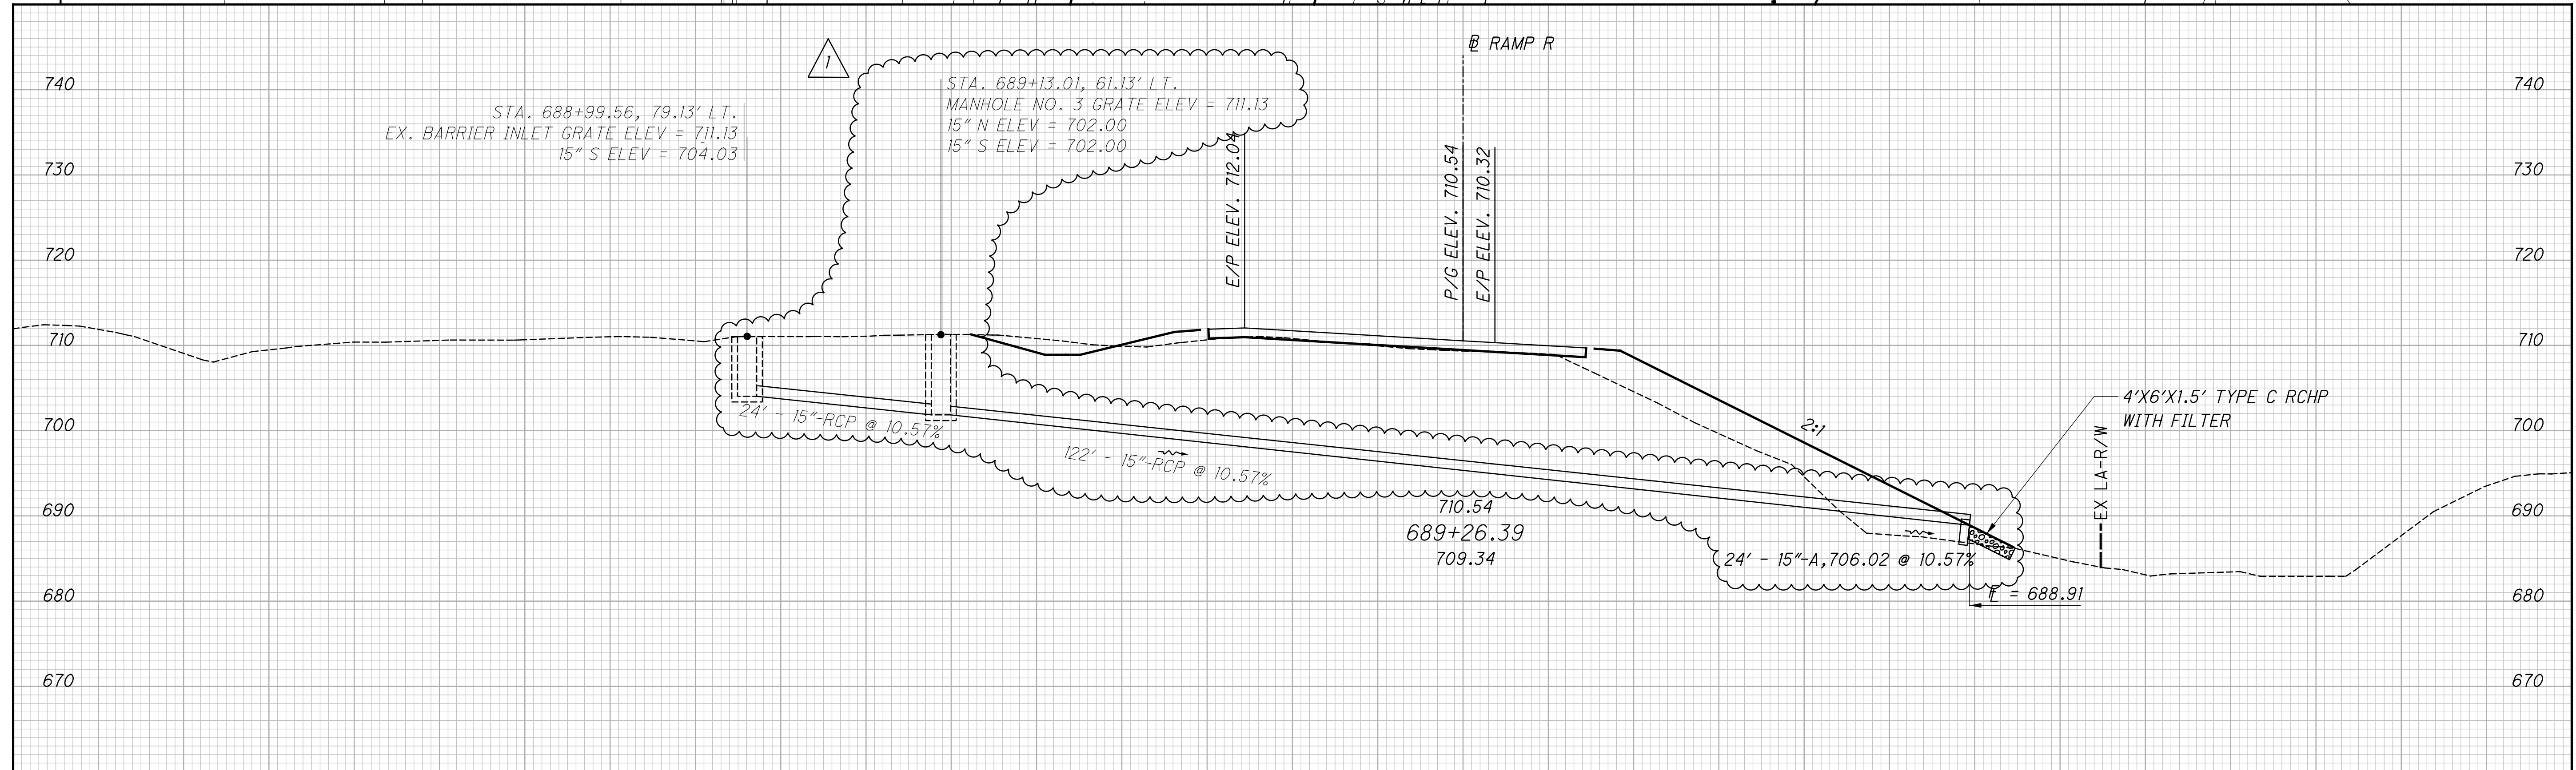 1
BL RAMP R
740
STA. 688+99.56, 79.13' LT.
EX. BARRIER INLET GRATE ELEV = 711.13
15" S ELEV = 704.03
STA. 689+13.01, 61.13' LT.
MANHOLE NO. 3 GRATE ELEV = 711.13
15" N ELEV = 702.00
15" S ELEV = 702.00
740
730
E/P ELEV. 712.04
P/G ELEV. 710.54
E/P ELEV. 710.32
730
720
720
710
710
700
24' - 15"-RCP @ 10.57%
2:1
4'X6'X1.5' TYPE C RCHP
WITH FILTER
700
122' - 15"-RCP @ 10.57%
EX LA-R/W
690
710.54
689+26.39
709.34
690
24' - 15"-A,706.02 @ 10.57%
680
FL = 688.91
680
670
670